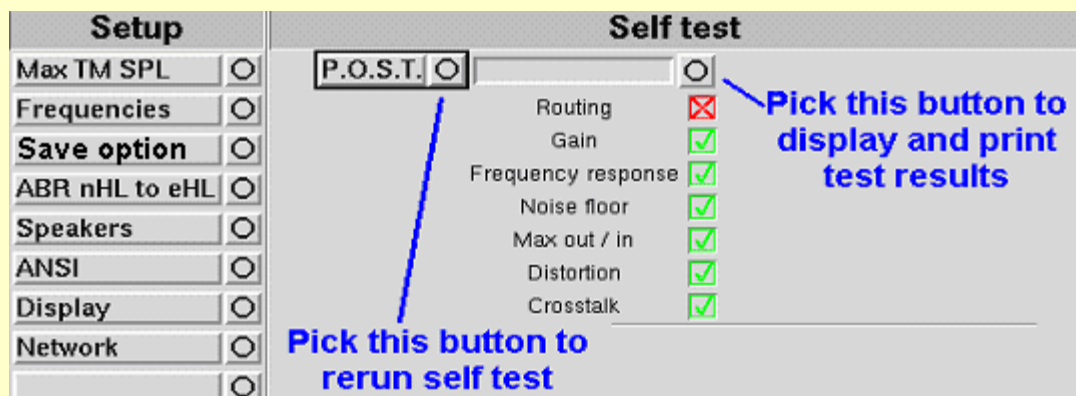 Setup
Max TM SPL
Frequencies
Save option
ABR nHL to eHL
Speakers
ANSI
Display
Network
Self test
P.O.S.T.
Routing
Gain
Frequency response
Noise floor
Max out / in
Distortion
Crosstalk
Pick this button to
display and print
test results
Pick this button to
rerun self test